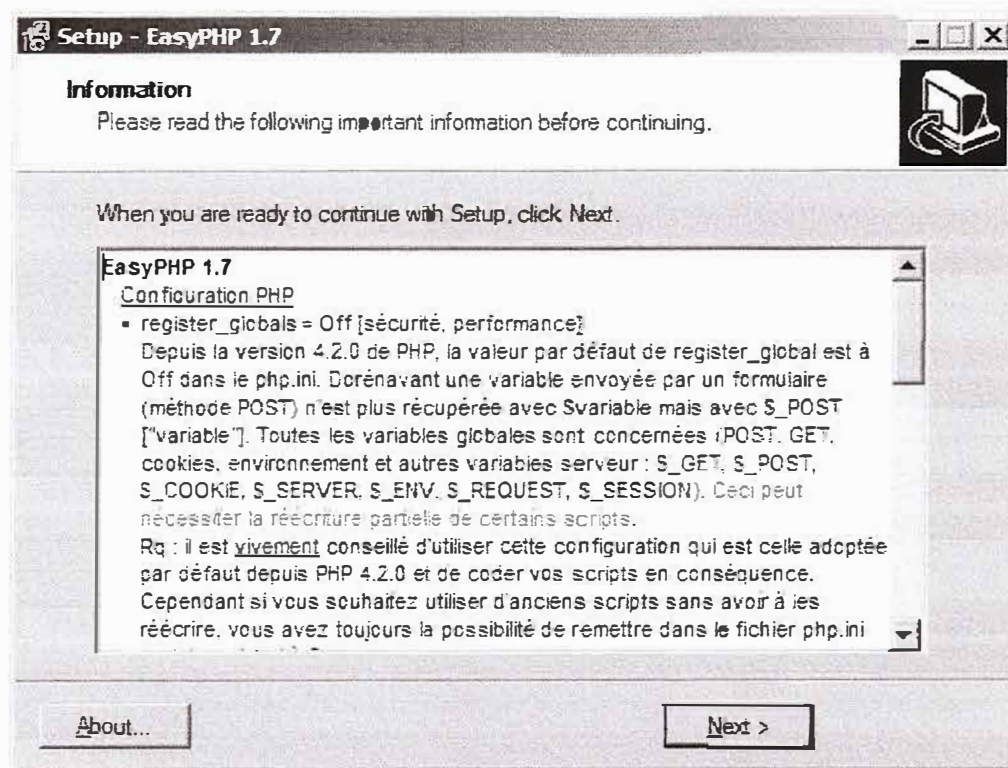 Setup - EasyPHP 1.7
Information
Please read the following important information before continuing.
When you are ready to continue with Setup, click Next.
EasyPHP 1.7
Configuration PHP
▪ register_globals = Off [sécurité, performance]
Depuis la version 4.2.0 de PHP, la valeur par défaut de register_global est à
Off dans le php.ini. Dorénavant une variable envoyée par un formulaire
(méthode POST) n'est plus récupérée avec $variable mais avec $_POST
["variable"]. Toutes les variables globales sont concernées (POST, GET,
cookies, environnement et autres variables serveur : $_GET, $_POST,
$_COOKIE, $_SERVER, $_ENV, $_REQUEST, $_SESSION). Ceci peut
nécessiter la réécriture partielle de certains scripts.
Rq : il est vivement conseillé d'utiliser cette configuration qui est celle adoptée
par défaut depuis PHP 4.2.0 et de coder vos scripts en conséquence.
Cependant si vous souhaitez utiliser d'anciens scripts sans avoir à les
réécrire, vous avez toujours la possibilité de remettre dans le fichier php.ini
About...
Next >